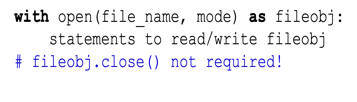 with open(file_name, mode) as fileobj:
    statements to read/write fileobj
# fileobj.close() not required!